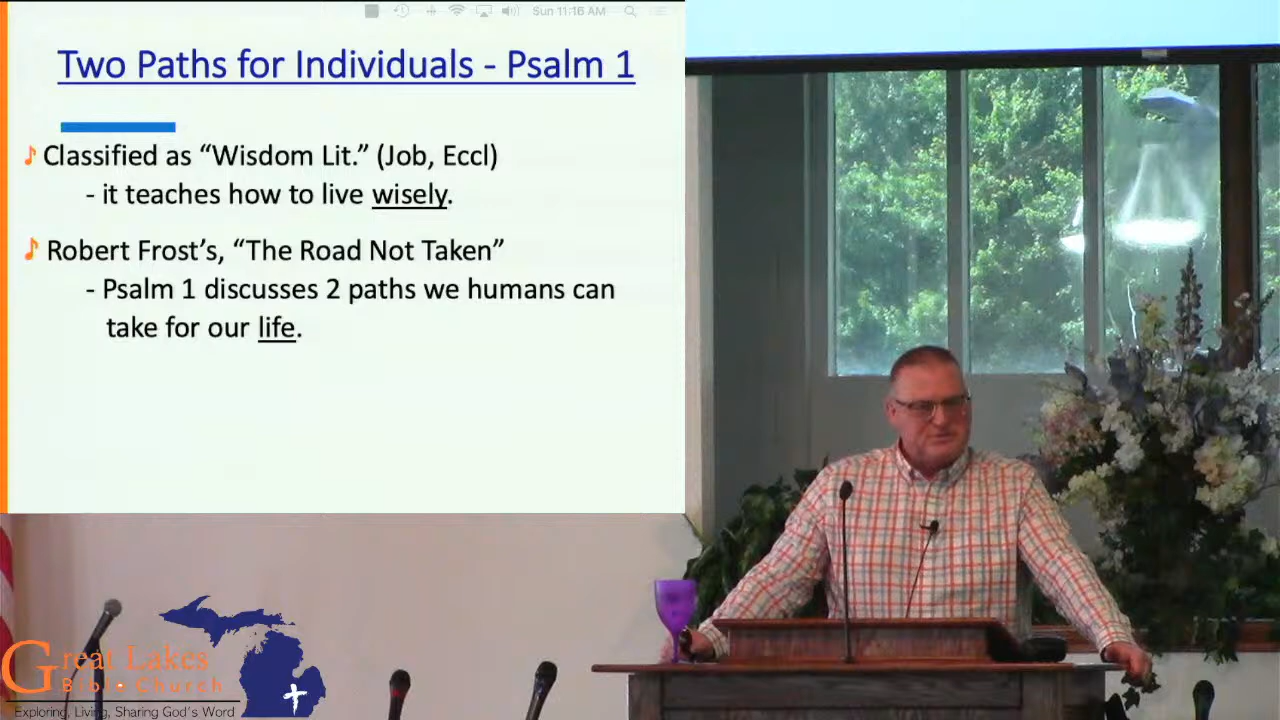 Sun 11:16 AM
Two Paths for Individuals - Psalm 1
Classified as “Wisdom Lit.” (Job, Eccl)
- it teaches how to live wisely.
Robert Frost’s, “The Road Not Taken”
- Psalm 1 discusses 2 paths we humans can
take for our life.
Great Lakes
Bible Church
Exploring, Living, Sharing God's Word